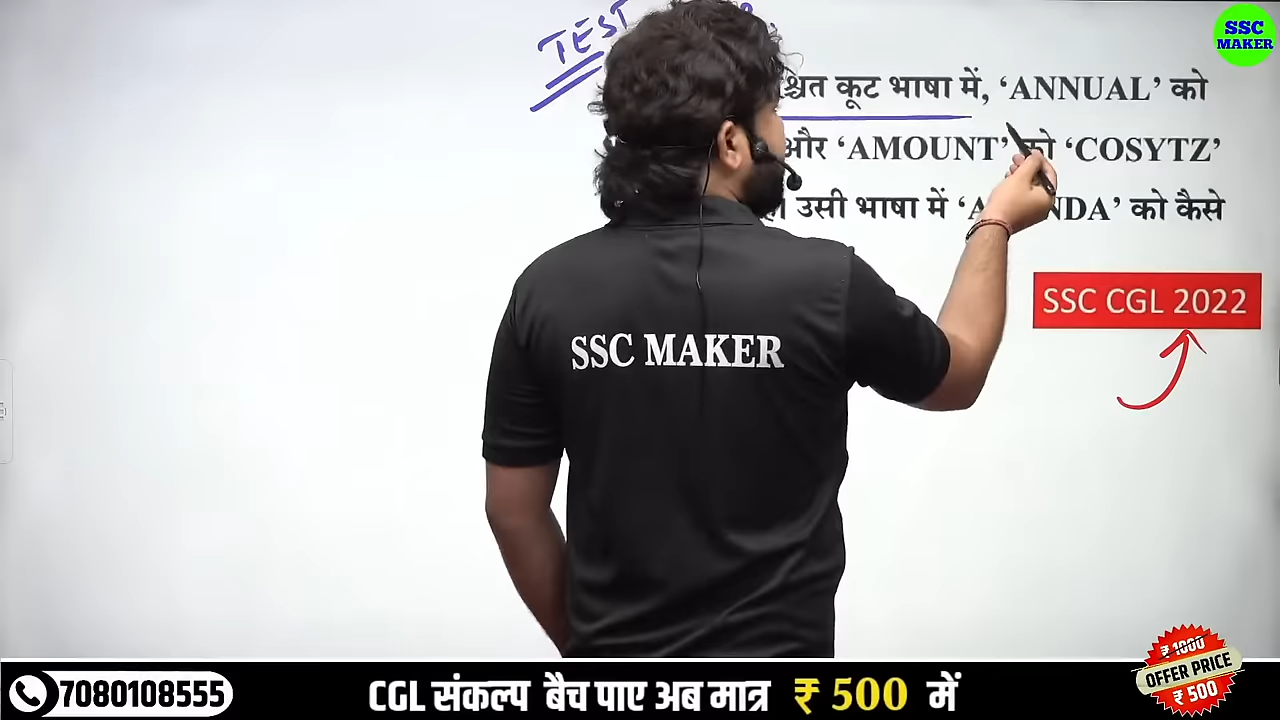 TEST
SSC
MAKER
कूट भाषा में, ‘ANNUAL’ को
और ‘AMOUNT’ को ‘COSYTZ’
उसी भाषा में को कैसे
SSC CGL 2022
SSC MAKER
7080108555
CGL संकल्प बैच पाए अब मात्र ₹ 500 में
₹ 1000
OFFER PRICE
₹ 500